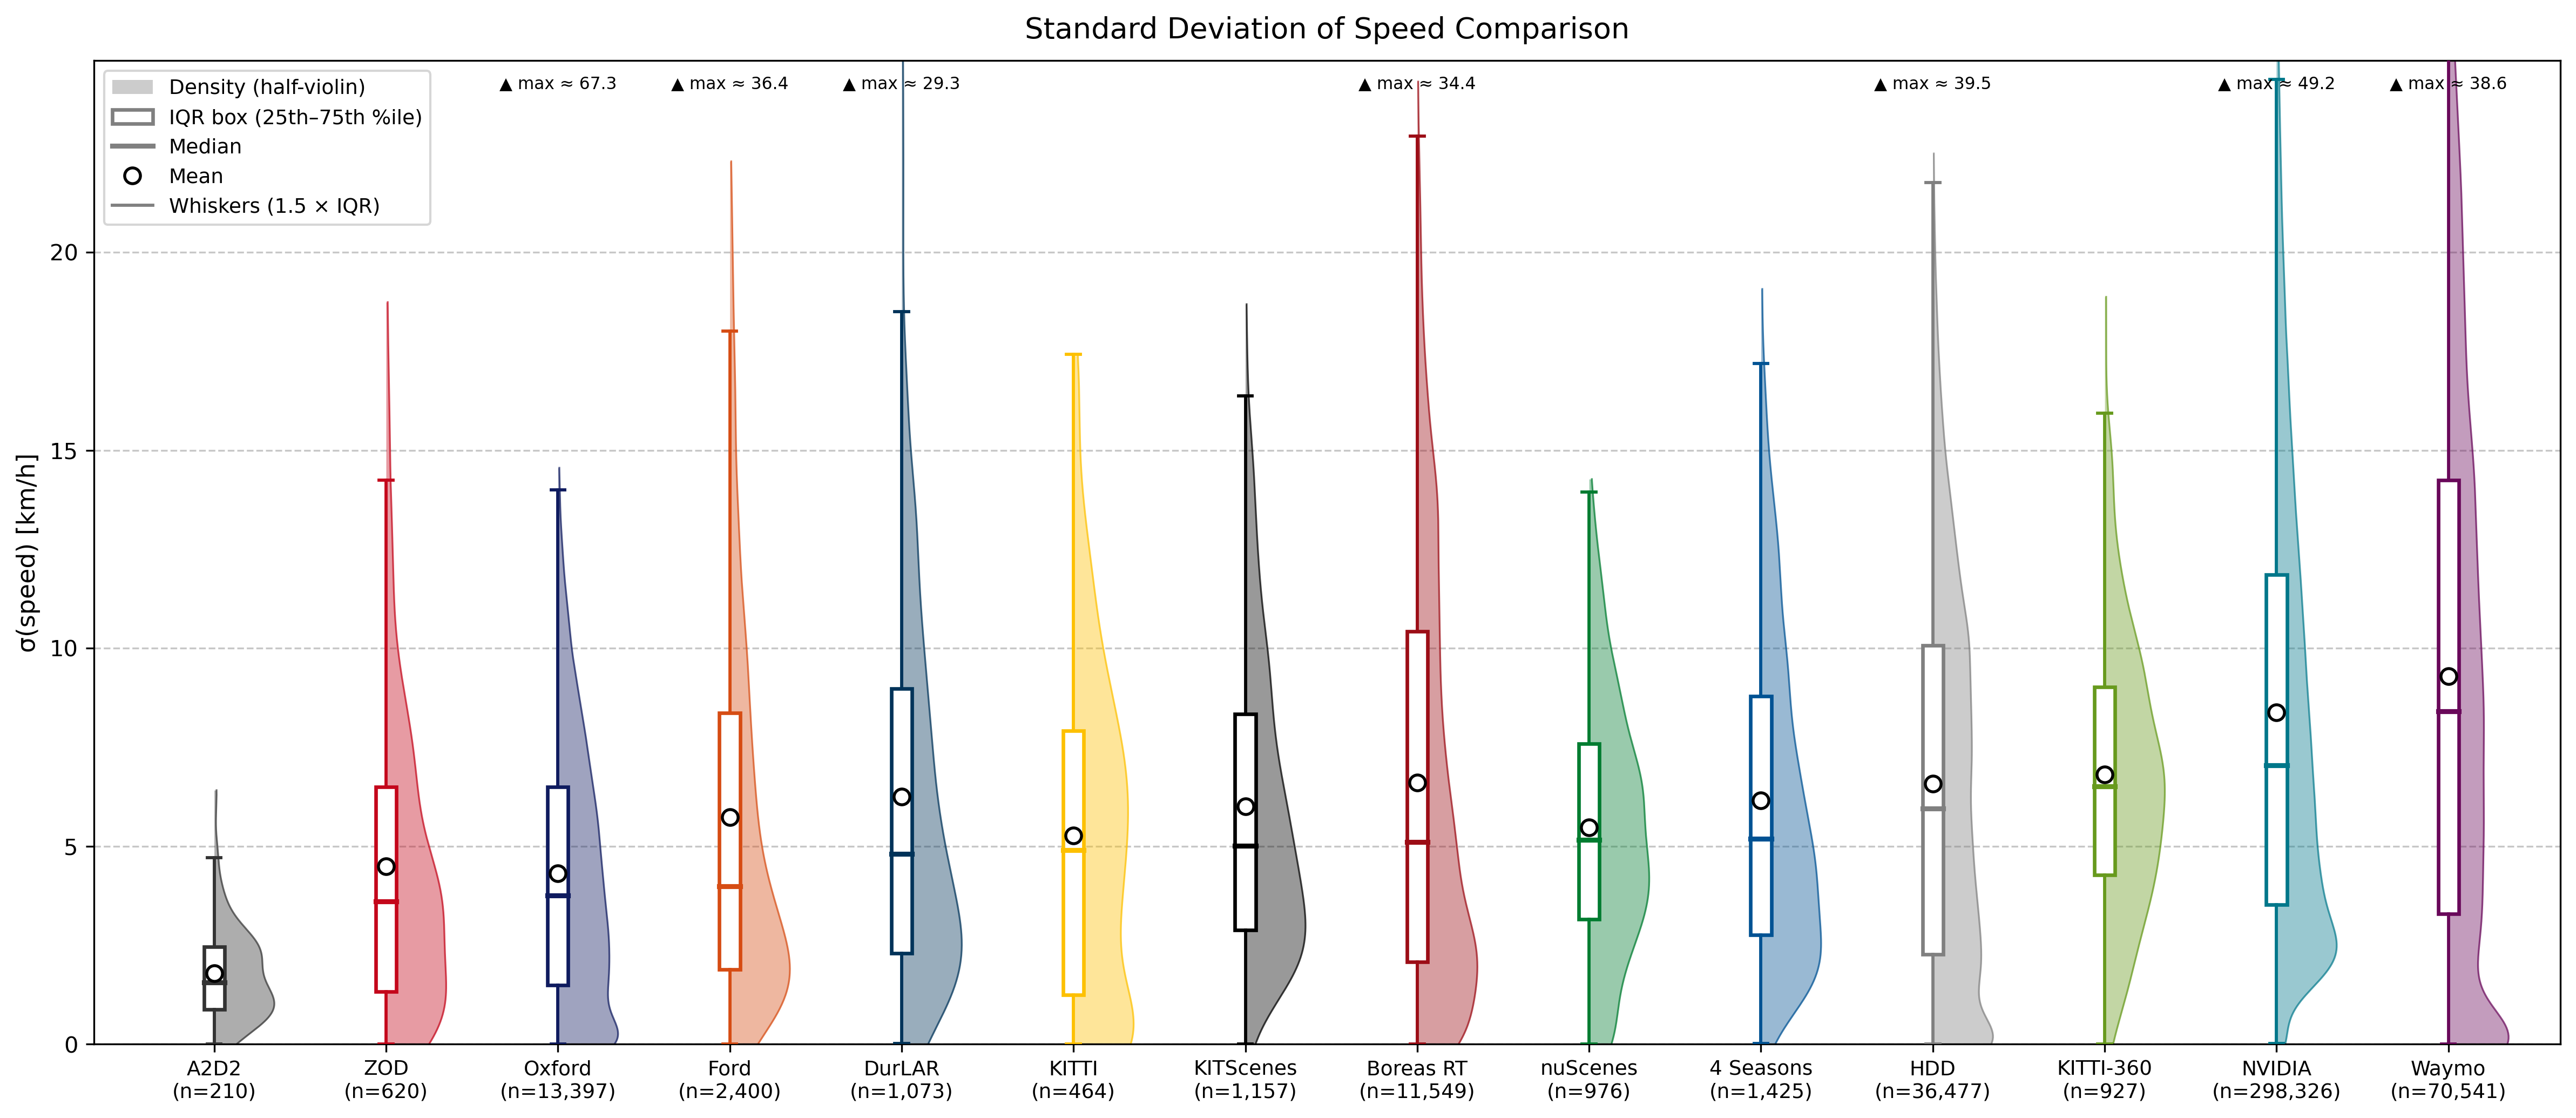 Standard Deviation of Speed Comparison
Density (half-violin)
IQR box (25th–75th %ile)
Median
Mean
Whiskers (1.5 × IQR)
▲ max ≈ 67.3
▲ max ≈ 36.4
▲ max ≈ 29.3
▲ max ≈ 34.4
▲ max ≈ 39.5
▲ max ≈ 49.2
▲ max ≈ 38.6
σ(speed) [km/h]
20
15
10
5
0
A2D2
(n=210)
ZOD
(n=620)
Oxford
(n=13,397)
Ford
(n=2,400)
DurLAR
(n=1,073)
KITTI
(n=464)
KITScenes
(n=1,157)
Boreas RT
(n=11,549)
nuScenes
(n=976)
4 Seasons
(n=1,425)
HDD
(n=36,477)
KITTI-360
(n=927)
NVIDIA
(n=298,326)
Waymo
(n=70,541)